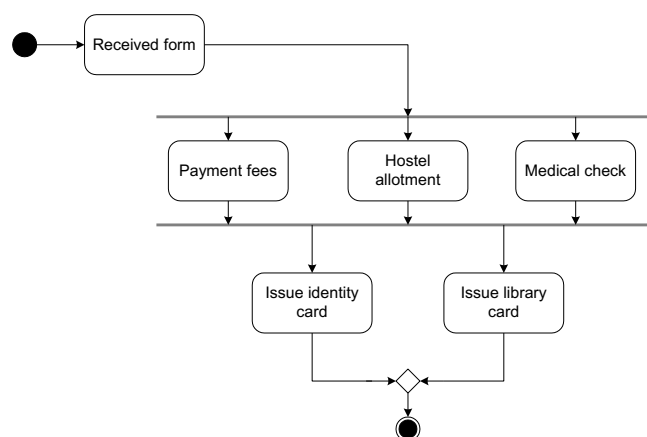 Received form
Payment fees
Hostel
allotment
Medical check
Issue identity
card
Issue library
card